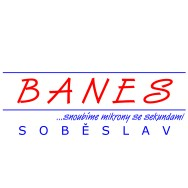 BANES
...snoubíme mikrony se sekundami
SOBĚSLAV